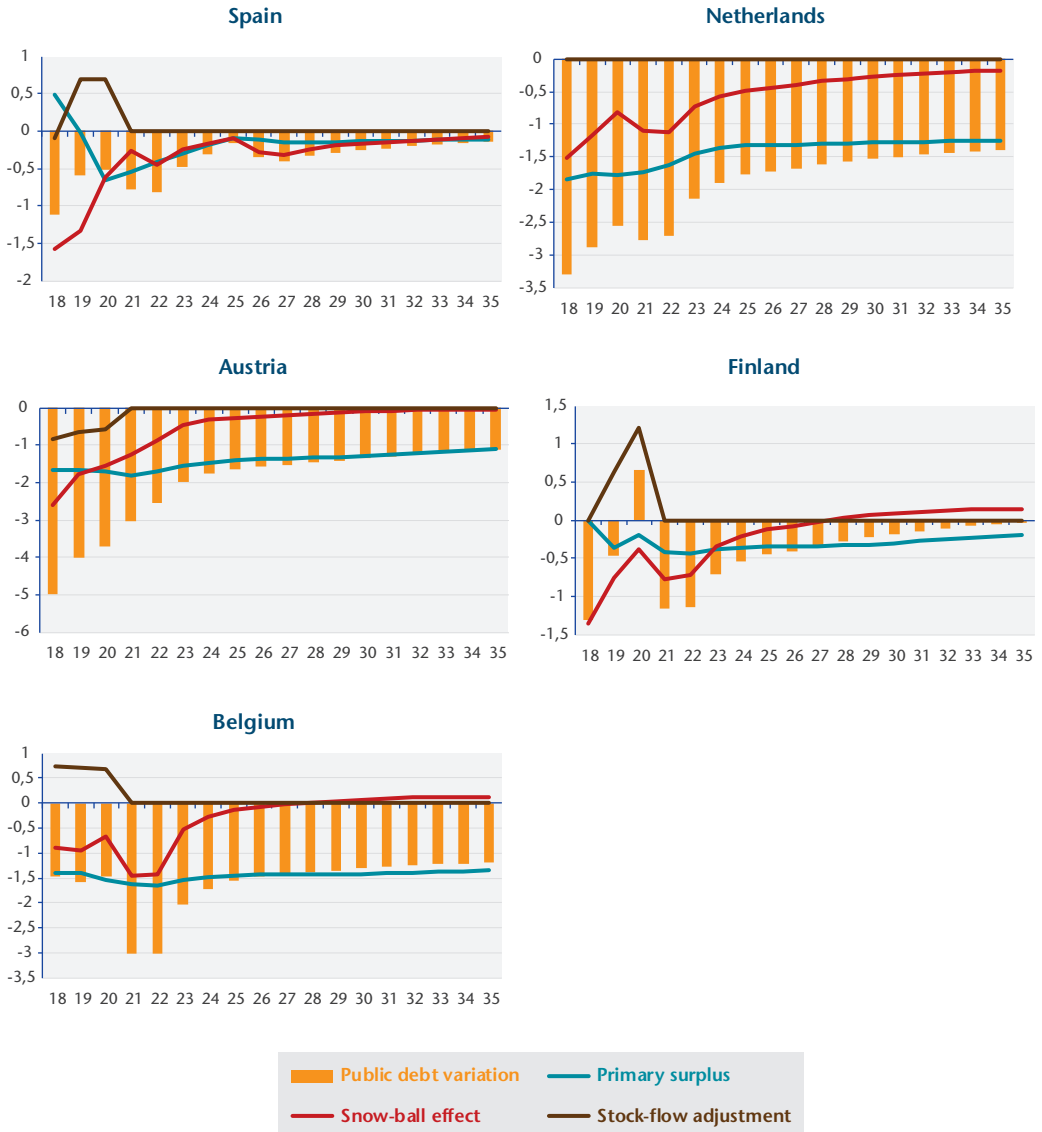 Spain
1
0,5
0
-0,5
-1
-1,5
-2
18 19 20 21 22 23 24 25 26 27 28 29 30 31 32 33 34 35
Netherlands
0
-0,5
-1
-1,5
-2
-2,5
-3
-3,5
18 19 20 21 22 23 24 25 26 27 28 29 30 31 32 33 34 35
Austria
0
-1
-2
-3
-4
-5
-6
18 19 20 21 22 23 24 25 26 27 28 29 30 31 32 33 34 35
Finland
1,5
1
0,5
0
-0,5
-1
-1,5
18 19 20 21 22 23 24 25 26 27 28 29 30 31 32 33 34 35
Belgium
1
0,5
0
-0,5
-1
-1,5
-2
-2,5
-3
-3,5
18 19 20 21 22 23 24 25 26 27 28 29 30 31 32 33 34 35
Public debt variation
Primary surplus
Snow-ball effect
Stock-flow adjustment